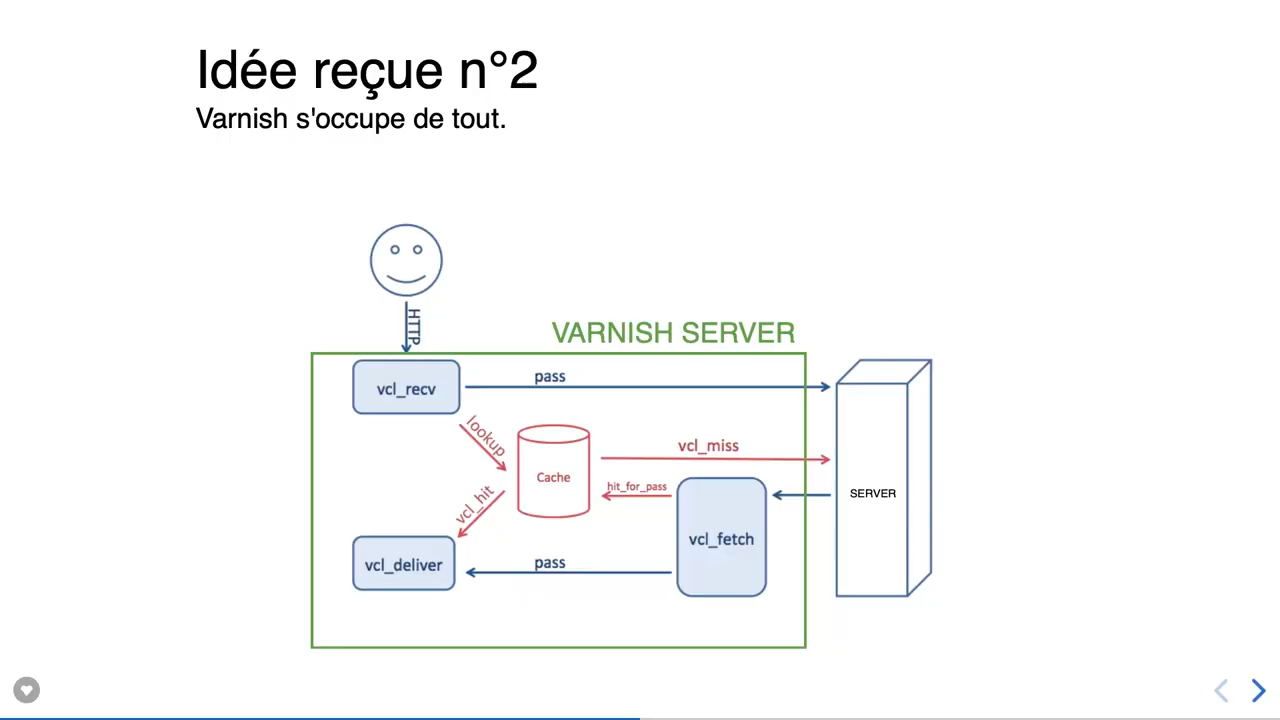 Idée reçue n°2
Varnish s'occupe de tout.
HTTP
VARNISH SERVER
vcl_recv
pass
lookup
Cache
vcl_miss
hit_for_pass
SERVER
vcl_hit
vcl_fetch
vcl_deliver
pass